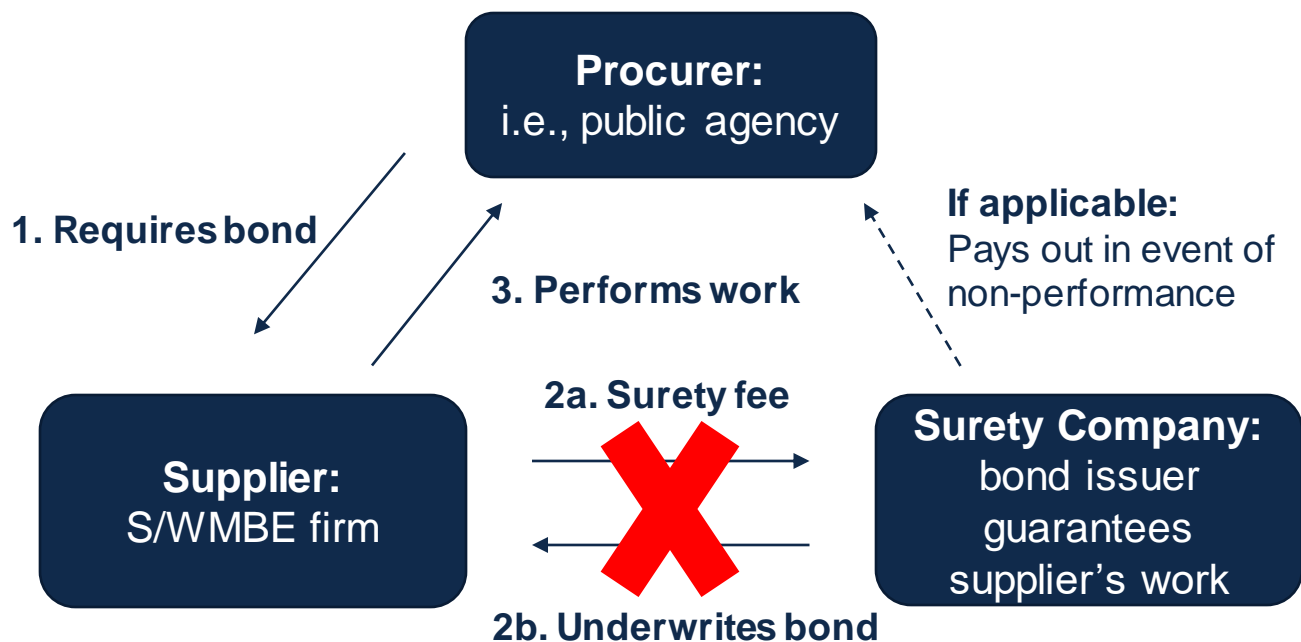 Procurer:
i.e., public agency
1. Requires bond
If applicable:
Pays out in event of
non-performance
3. Performs work
2a. Surety fee
Supplier:
S/WMBE firm
Surety Company:
bond issuer
guarantees
supplier’s work
2b. Underwrites bond